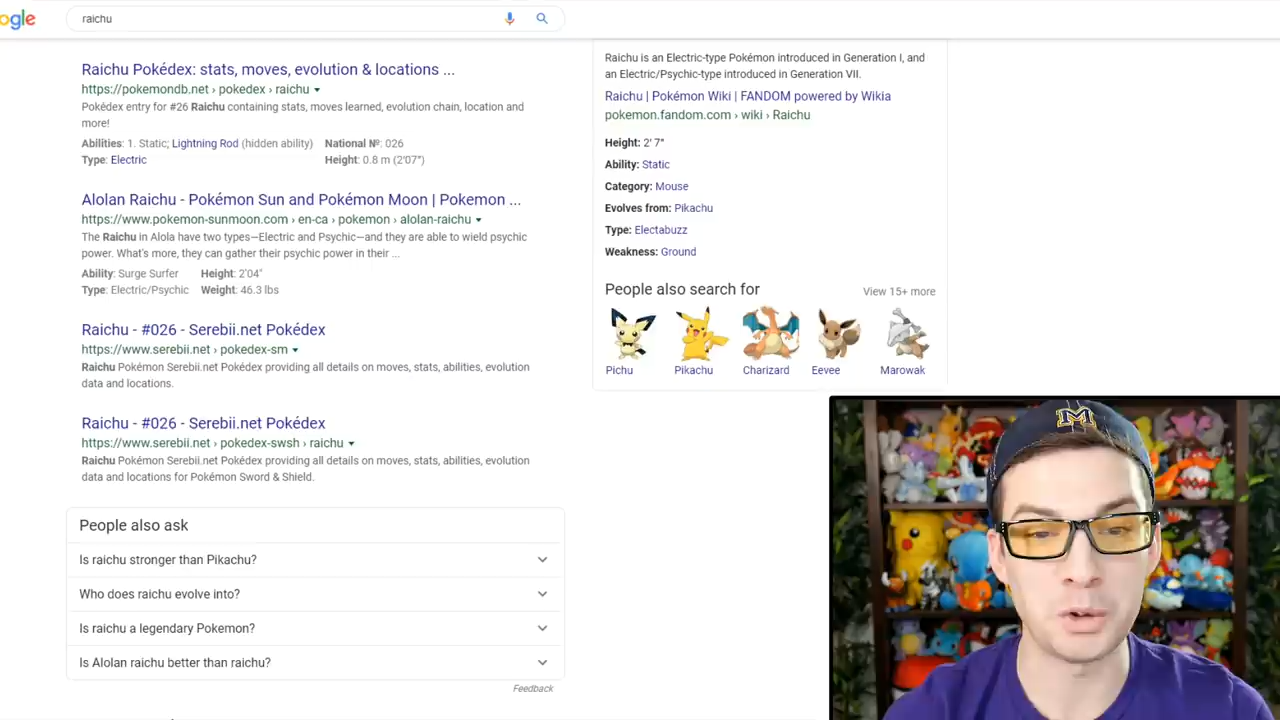 ogle
raichu
Raichu Pokédex: stats, moves, evolution & locations ...
https://pokemondb.net › pokedex › raichu
Pokédex entry for #26 Raichu containing stats, moves learned, evolution chain, location and
more!
Abilities: 1. Static; Lightning Rod (hidden ability) National №: 026
Type: Electric Height: 0.8 m (2'07")
Alolan Raichu - Pokémon Sun and Pokémon Moon | Pokemon ...
https://www.pokemon-sunmoon.com › en-ca › pokemon › alolan-raichu
The Raichu in Alola have two types—Electric and Psychic—and they are able to wield psychic
power. What's more, they can gather their psychic power in their ...
Ability: Surge Surfer Height: 2'04"
Type: Electric/Psychic Weight: 46.3 lbs
Raichu - #026 - Serebii.net Pokédex
https://www.serebii.net › pokedex-sm
Raichu Pokémon Serebii.net Pokédex providing all details on moves, stats, abilities, evolution
data and locations.
Raichu - #026 - Serebii.net Pokédex
https://www.serebii.net › pokedex-swsh › raichu
Raichu Pokémon Serebii.net Pokédex providing all details on moves, stats, abilities, evolution
data and locations for Pokémon Sword & Shield.
People also ask
Is raichu stronger than Pikachu?
Who does raichu evolve into?
Is raichu a legendary Pokemon?
Is Alolan raichu better than raichu?
Feedback
Raichu is an Electric-type Pokémon introduced in Generation I, and
an Electric/Psychic-type introduced in Generation VII.
Raichu | Pokémon Wiki | FANDOM powered by Wikia
pokemon.fandom.com › wiki › Raichu
Height: 2' 7"
Ability: Static
Category: Mouse
Evolves from: Pikachu
Type: Electabuzz
Weakness: Ground
People also search for
View 15+ more
Pichu
Pikachu
Charizard
Eevee
Marowak
M